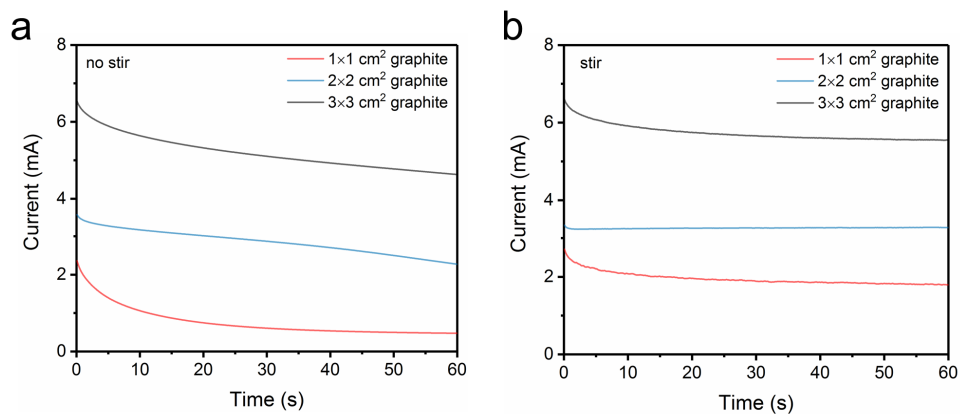 a
no stir
1×1 cm² graphite
2×2 cm² graphite
3×3 cm² graphite
8
6
4
2
0
Current (mA)
0 10 20 30 40 50 60
Time (s)
b
stir
1×1 cm² graphite
2×2 cm² graphite
3×3 cm² graphite
8
6
4
2
0
Current (mA)
0 10 20 30 40 50 60
Time (s)